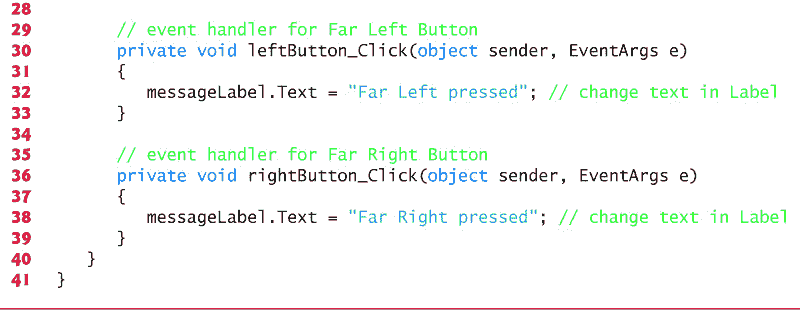 28
29 // event handler for Far Left Button
30 private void leftButton_Click(object sender, EventArgs e)
31 {
32 messageLabel.Text = "Far Left pressed"; // change text in Label
33 }
34
35 // event handler for Far Right Button
36 private void rightButton_Click(object sender, EventArgs e)
37 {
38 messageLabel.Text = "Far Right pressed"; // change text in Label
39 }
40 }
41 }